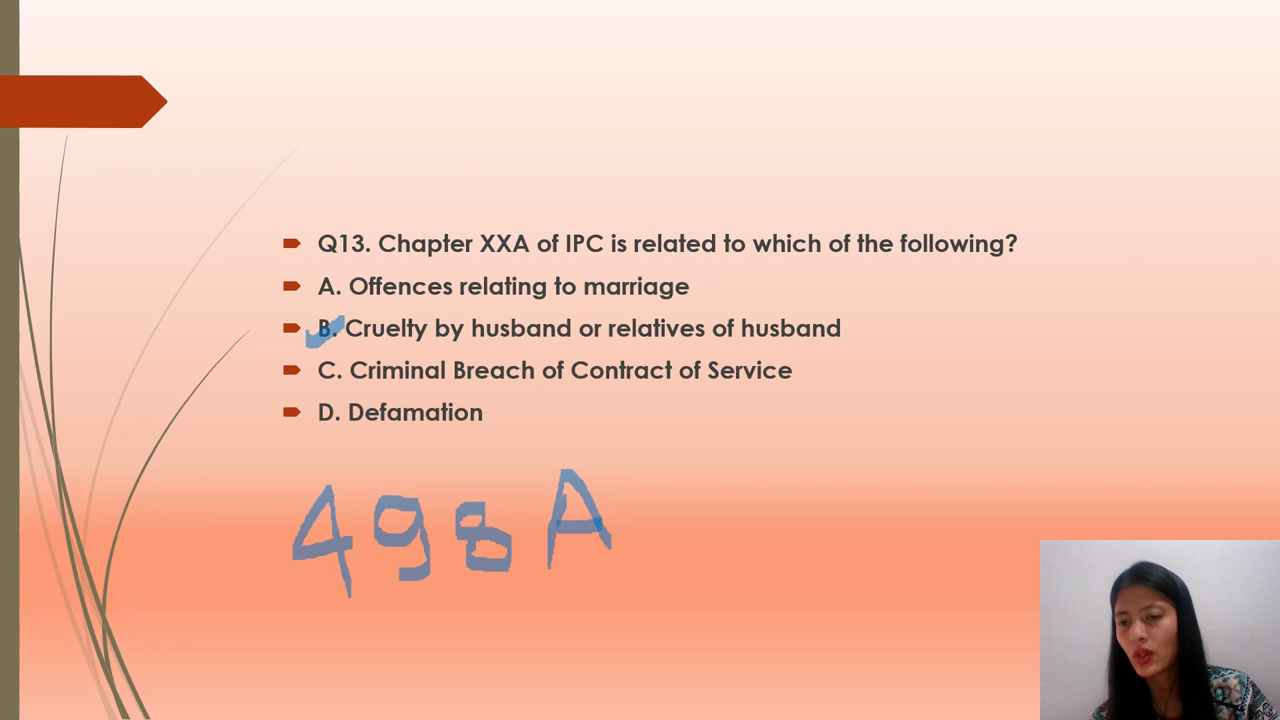 Q13. Chapter XXA of IPC is related to which of the following?
A. Offences relating to marriage
B. Cruelty by husband or relatives of husband
C. Criminal Breach of Contract of Service
D. Defamation
498A